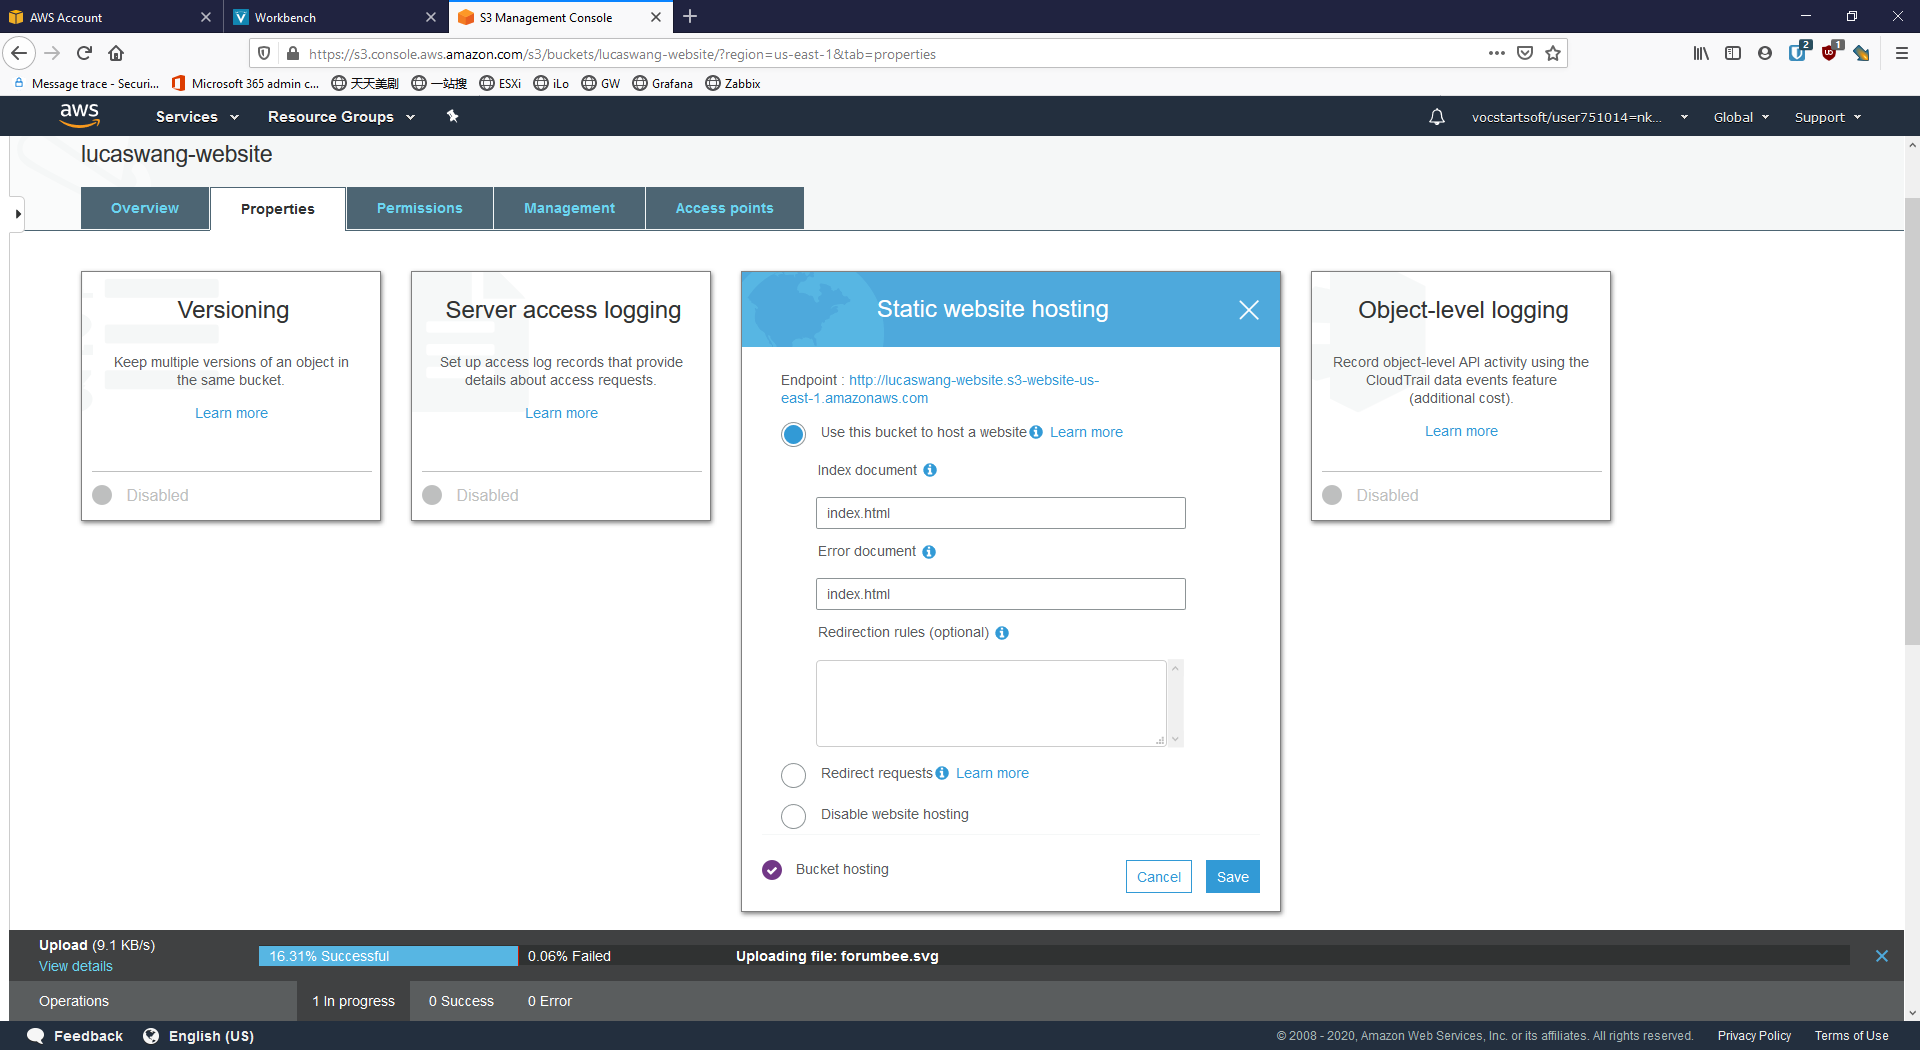 AWS Account
Workbench
S3 Management Console
https://s3.console.aws.amazon.com/s3/buckets/lucaswang-website/?region=us-east-1&tab=properties
2
1
Message trace - Securi...
Microsoft 365 admin c...
天天美剧
一站搜
ESXi
iLo
GW
Grafana
Zabbix
aws
Services
Resource Groups
vocstartsoft/user751014=nk...
Global
Support
lucaswang-website
Overview
Properties
Permissions
Management
Access points
Versioning
Keep multiple versions of an object in
the same bucket.
Learn more
Disabled
Server access logging
Set up access log records that provide
details about access requests.
Learn more
Disabled
Static website hosting
Endpoint : http://lucaswang-website.s3-website-us-
east-1.amazonaws.com
Use this bucket to host a website Learn more
Index document
index.html
Error document
index.html
Redirection rules (optional)
Redirect requests Learn more
Disable website hosting
Bucket hosting
Cancel
Save
Object-level logging
Record object-level API activity using the
CloudTrail data events feature
(additional cost).
Learn more
Disabled
Upload (9.1 KB/s)
View details
16.31% Successful
0.06% Failed
Uploading file: forumbee.svg
Operations
1 In progress
0 Success
0 Error
Feedback
English (US)
© 2008 - 2020, Amazon Web Services, Inc. or its affiliates. All rights reserved.
Privacy Policy
Terms of Use